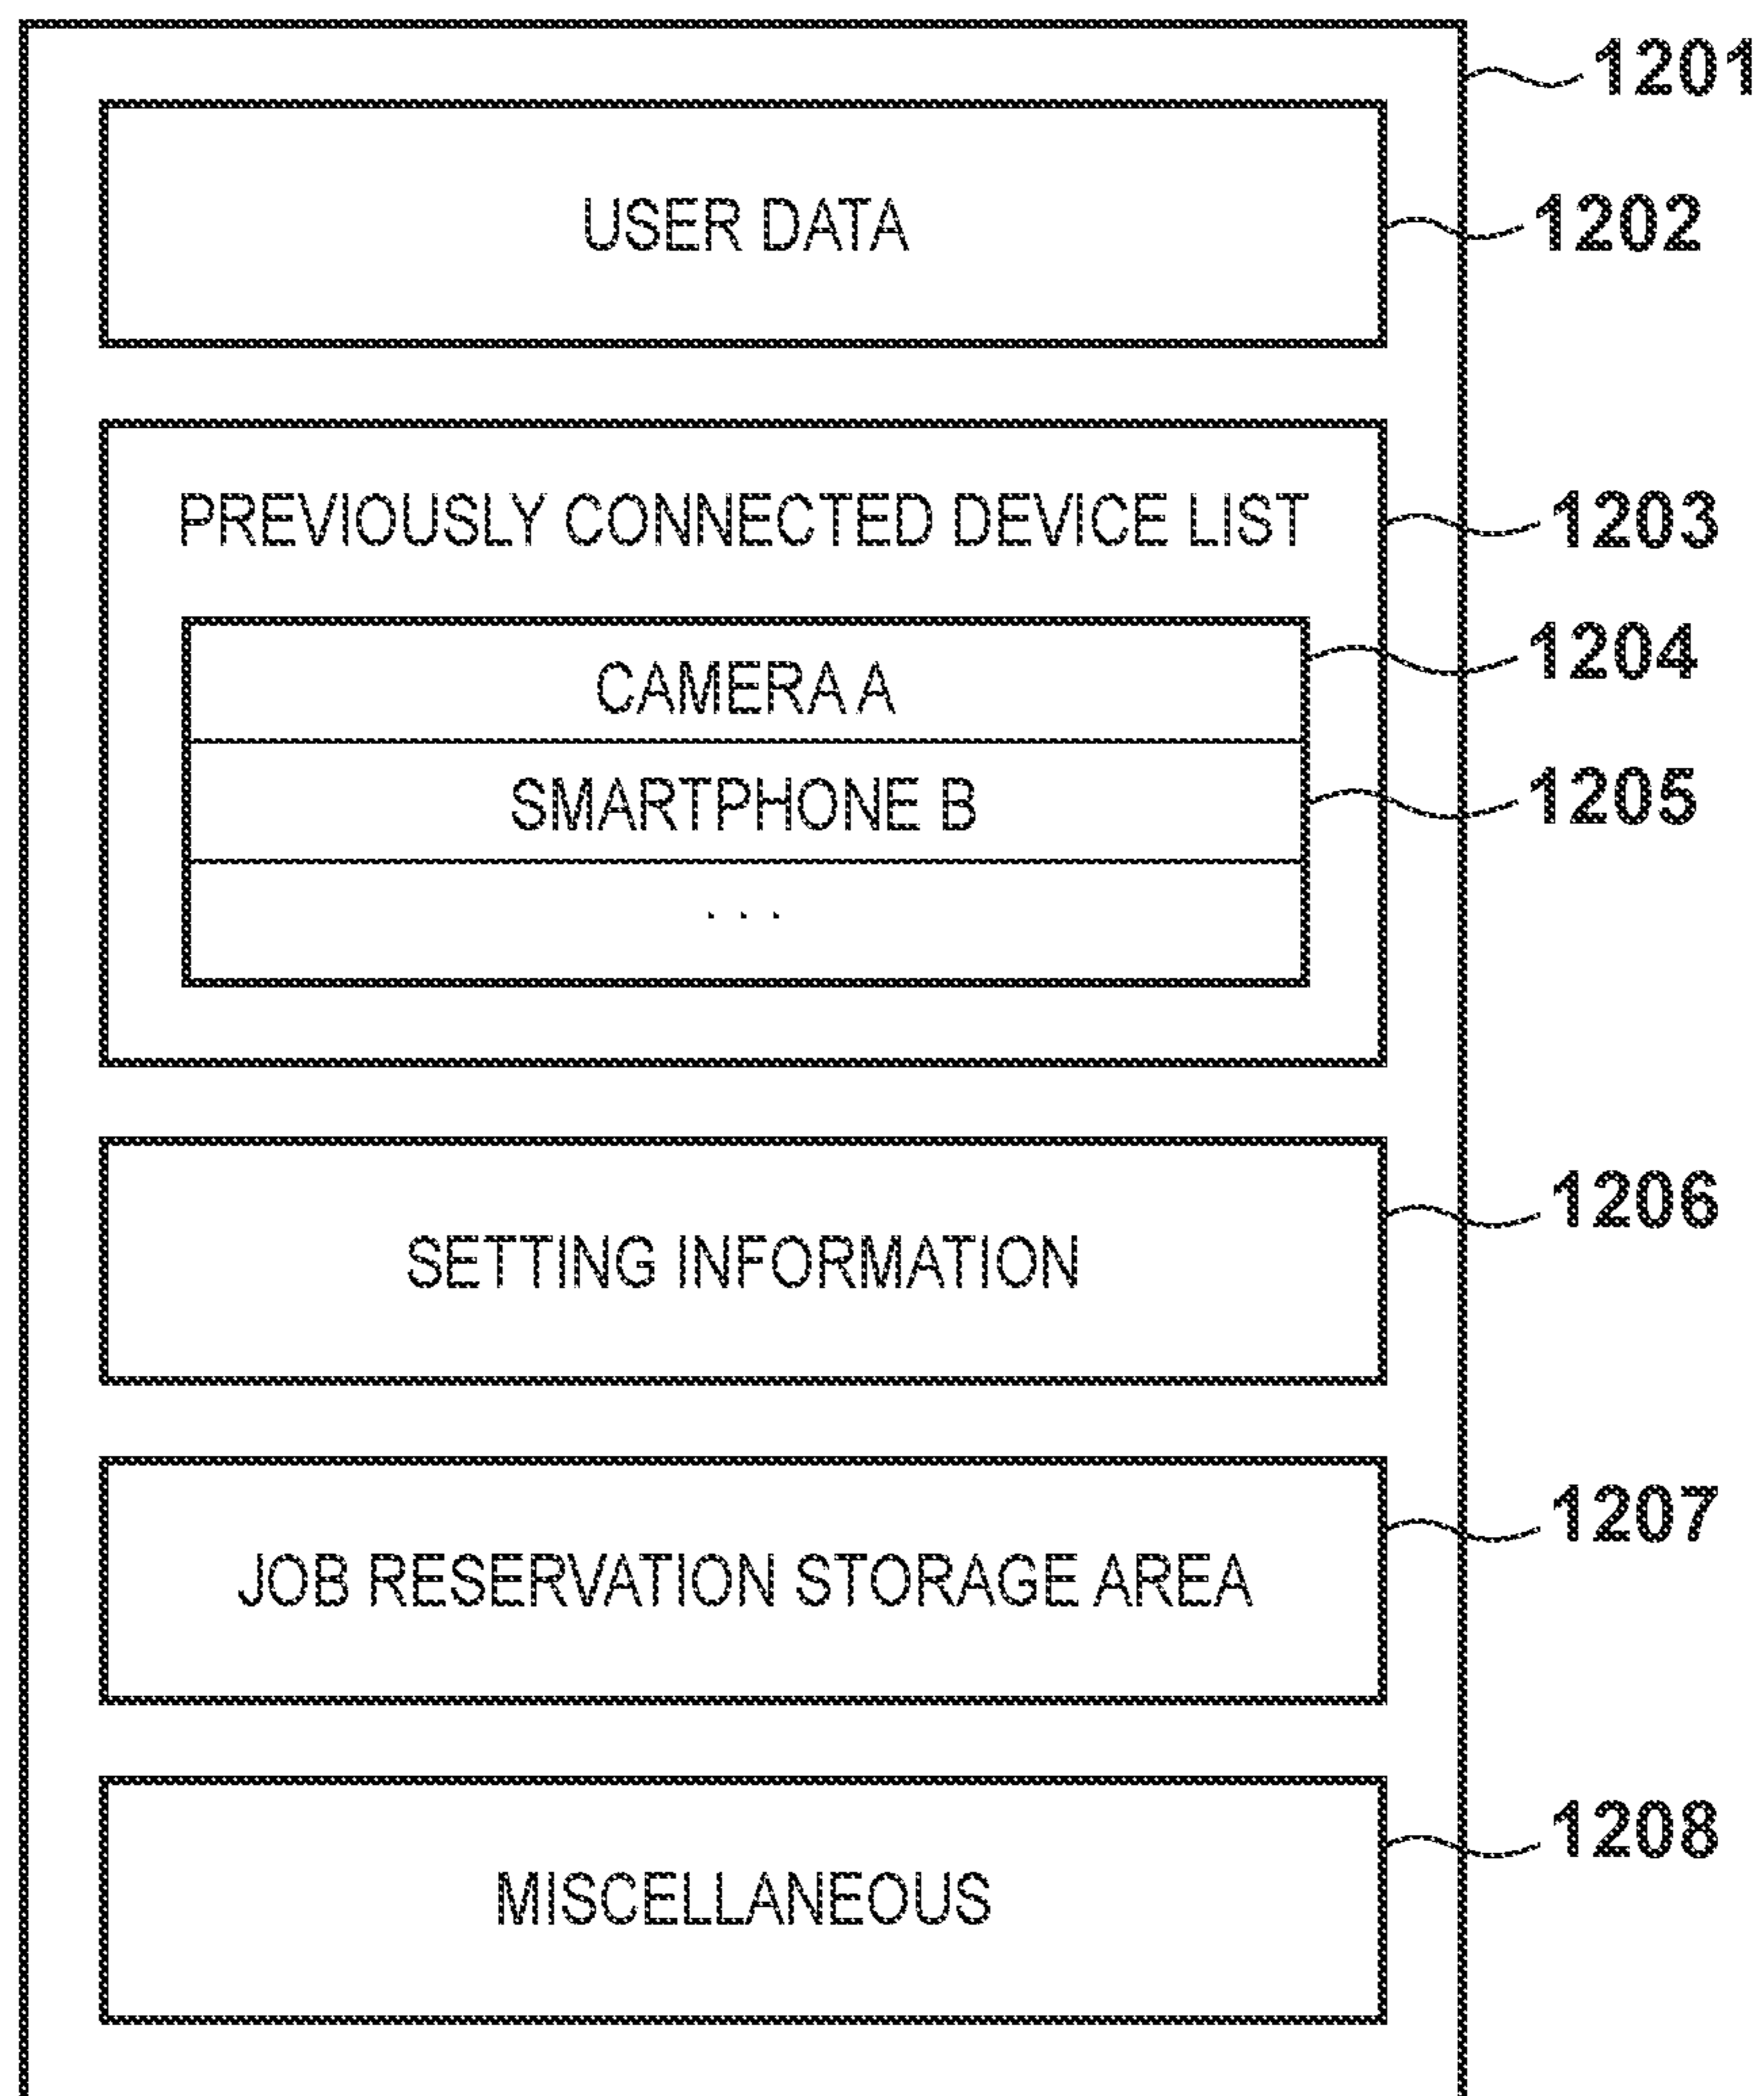 1201
USER DATA 1202
PREVIOUSLY CONNECTED DEVICE LIST 1203
CAMERA A 1204
SMARTPHONE B 1205
. . .
SETTING INFORMATION 1206
JOB RESERVATION STORAGE AREA 1207
MISCELLANEOUS 1208